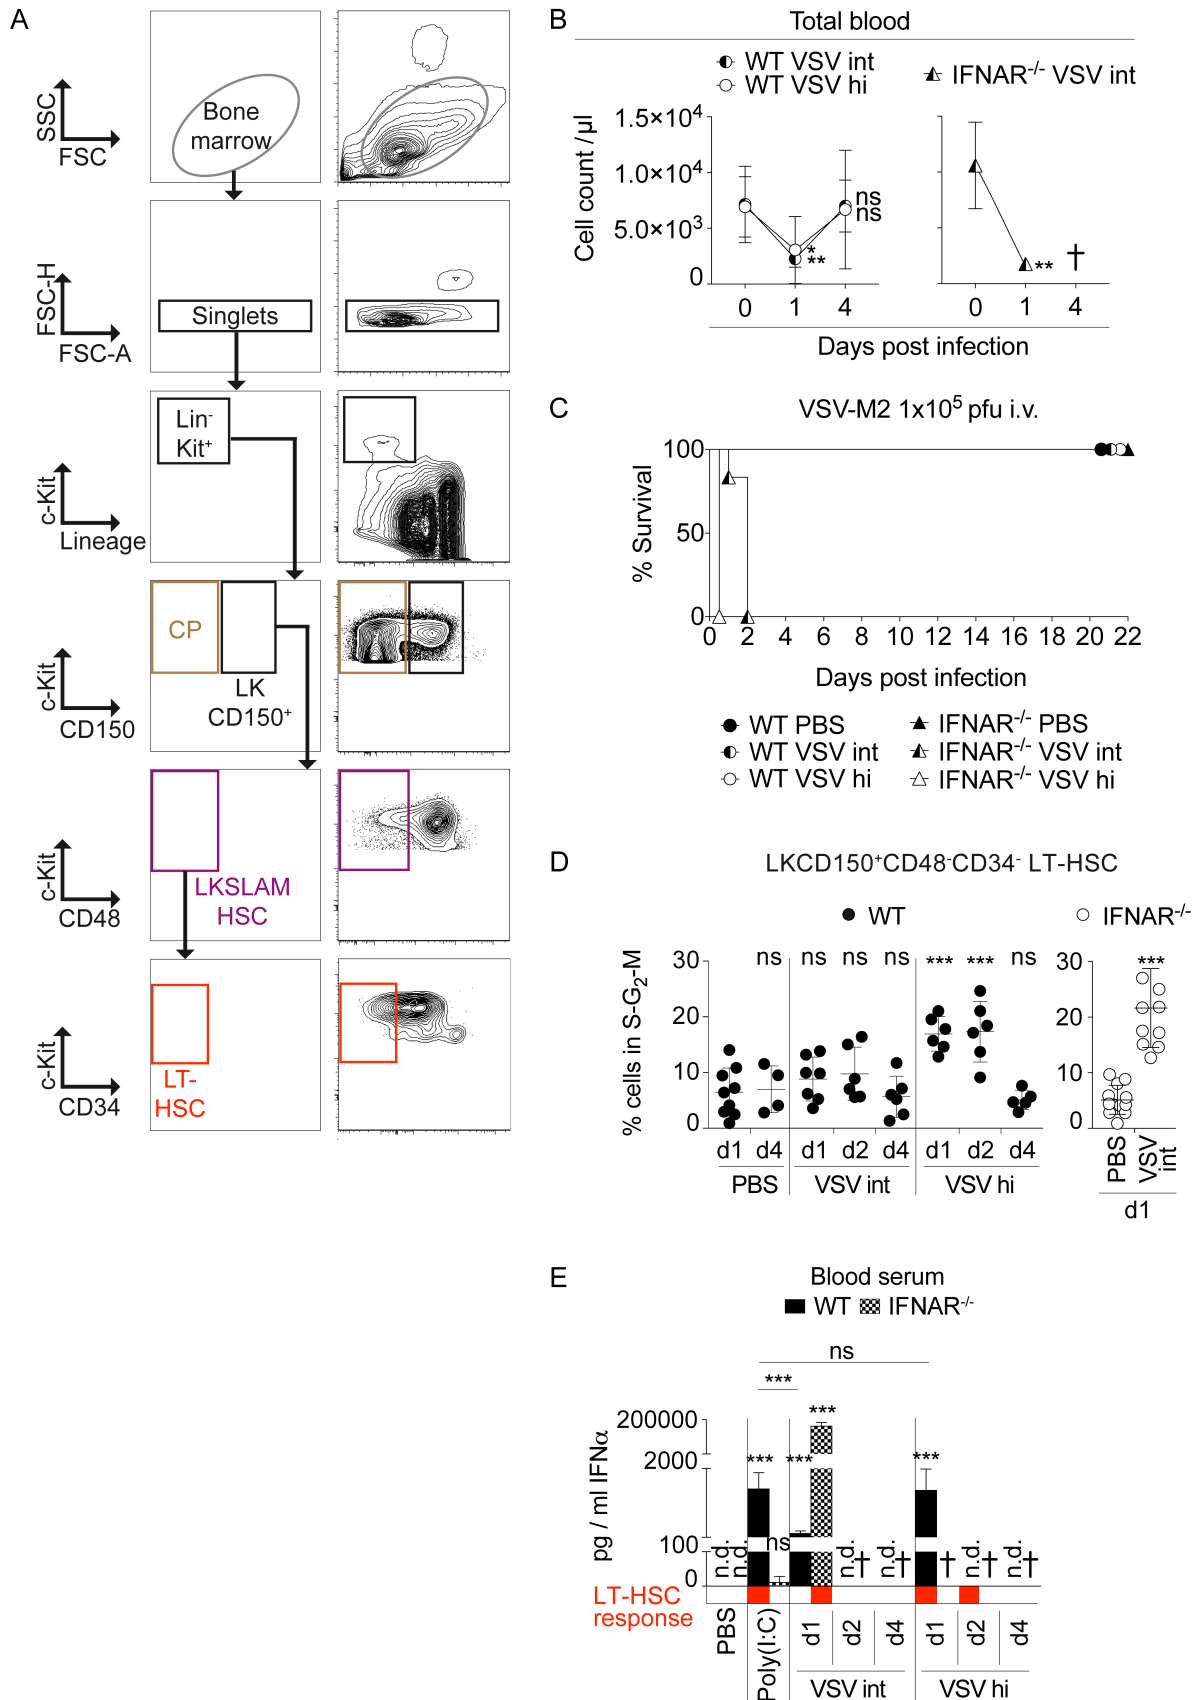 A
SSC
FSC
Bone
marrow
FSC-H
FSC-A
Singlets
c-Kit
Lineage
Lin-
Kit+
c-Kit
CD150
CP
LK
CD150+
c-Kit
CD48
LKSLAM
HSC
c-Kit
CD34
LT-
HSC
B
Total blood
WT VSV int
WT VSV hi
IFNAR-/- VSV int
Cell count /µl
1.5×10⁴
1.0×10⁴
5.0×10³
0
ns
ns
*
**
**
†
0 1 4
0 1 4
Days post infection
C
VSV-M2 1x10⁵ pfu i.v.
% Survival
100
50
0
0 2 4 6 8 10 12 14 16 18 20 22
Days post infection
WT PBS
WT VSV int
WT VSV hi
IFNAR-/- PBS
IFNAR-/- VSV int
IFNAR-/- VSV hi
D
LKCD150+CD48-CD34- LT-HSC
WT
IFNAR-/-
% cells in S-G₂-M
30
20
10
0
ns ns ns ns *** *** ns
d1 d4 d1 d2 d4 d1 d2 d4
PBS VSV int VSV hi
30
20
10
0
***
PBS
VSV
int
d1
E
Blood serum
WT IFNAR-/-
ns
***
***
pg / ml IFNα
200000
2000
100
0
*** *** ***
n.d. n.d. ns n.d. † n.d. † † n.d. † n.d. †
LT-HSC
response
PBS
Poly(I:C)
d1 d2 d4 d1 d2 d4
VSV int VSV hi